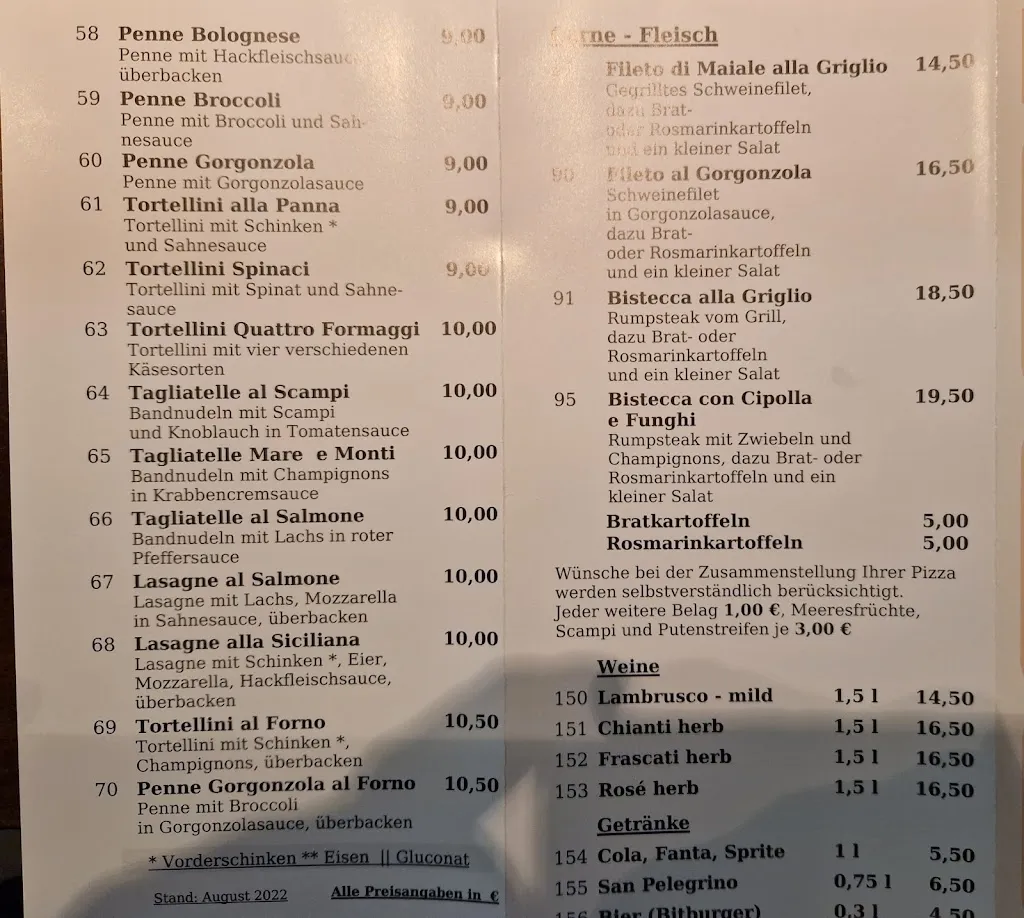 58 Penne Bolognese 9,00
Penne mit Hackfleischsauc
überbacken
59 Penne Broccoli 9,00
Penne mit Broccoli und Sah-
nesauce
60 Penne Gorgonzola 9,00
Penne mit Gorgonzolasauce
61 Tortellini alla Panna 9,00
Tortellini mit Schinken *
und Sahnesauce
62 Tortellini Spinaci 9,00
Tortellini mit Spinat und Sahne-
sauce
63 Tortellini Quattro Formaggi 10,00
Tortellini mit vier verschiedenen
Käsesorten
64 Tagliatelle al Scampi 10,00
Bandnudeln mit Scampi
und Knoblauch in Tomatensauce
65 Tagliatelle Mare e Monti 10,00
Bandnudeln mit Champignons
in Krabbencremsauce
66 Tagliatelle al Salmone 10,00
Bandnudeln mit Lachs in roter
Pfeffersauce
67 Lasagne al Salmone 10,00
Lasagne mit Lachs, Mozzarella
in Sahnesauce, überbacken
68 Lasagne alla Siciliana 10,00
Lasagne mit Schinken *, Eier,
Mozzarella, Hackfleischsauce,
überbacken
69 Tortellini al Forno 10,50
Tortellini mit Schinken *,
Champignons, überbacken
70 Penne Gorgonzola al Forno 10,50
Penne mit Broccoli
in Gorgonzolasauce, überbacken
* Vorderschinken ** Eisen || Gluconat
Stand: August 2022 Alle Preisangaben in €
- Fleisch
Fileto di Maiale alla Griglio 14,50
Gegrilltes Schweinefilet,
dazu Brat-
oder Rosmarinkartoffeln
und ein kleiner Salat
90 Fileto al Gorgonzola 16,50
Schweinefilet
in Gorgonzolasauce,
dazu Brat-
oder Rosmarinkartoffeln
und ein kleiner Salat
91 Bistecca alla Griglio 18,50
Rumpsteak vom Grill,
dazu Brat- oder
Rosmarinkartoffeln
und ein kleiner Salat
95 Bistecca con Cipolla 19,50
e Funghi
Rumpsteak mit Zwiebeln und
Champignons, dazu Brat- oder
Rosmarinkartoffeln und ein
kleiner Salat
Bratkartoffeln 5,00
Rosmarinkartoffeln 5,00
Wünsche bei der Zusammenstellung Ihrer Pizza
werden selbstverständlich berücksichtigt.
Jeder weitere Belag 1,00 €, Meeresfrüchte,
Scampi und Putenstreifen je 3,00 €
Weine
150 Lambrusco - mild 1,5 l 14,50
151 Chianti herb 1,5 l 16,50
152 Frascati herb 1,5 l 16,50
153 Rosé herb 1,5 l 16,50
Getränke
154 Cola, Fanta, Sprite 1 l 5,50
155 San Pelegrino 0,75 l 6,50
156 Bier (Bitburger) 0,3 l 4,50